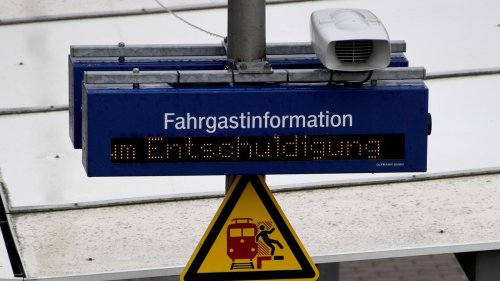 Fahrgastinformation
um Entschuldigung